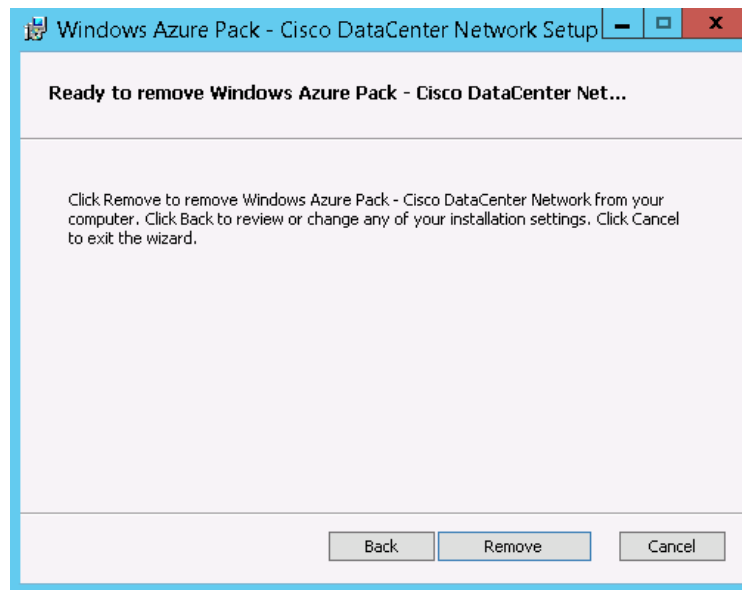 Windows Azure Pack - Cisco DataCenter Network Setup
Ready to remove Windows Azure Pack - Cisco DataCenter Net...
Click Remove to remove Windows Azure Pack - Cisco DataCenter Network from your
computer. Click Back to review or change any of your installation settings. Click Cancel
to exit the wizard.
Back Remove Cancel